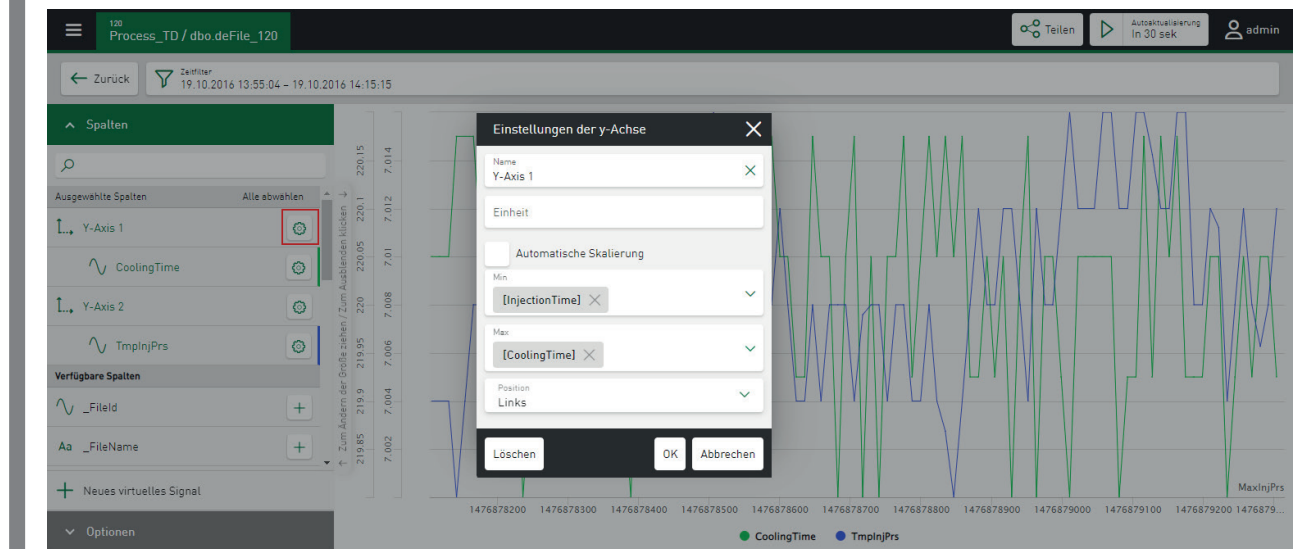 120
Process_TD / dbo.deFile_120
Teilen
Autoaktualisierung
In 30 sek
admin
Zurück
Zeitfilter
19.10.2016 13:55:04 – 19.10.2016 14:15:15
Spalten
Ausgewählte Spalten
Alle abwählen
Y-Axis 1
CoolingTime
Y-Axis 2
TmpInjPrs
Verfügbare Spalten
_FileId
Aa _FileName
Neues virtuelles Signal
Optionen
← Zum Ändern der Größe ziehen / Zum Ausblenden klicken →
220.15
220.1
220.05
220
219.95
219.9
219.85
7.014
7.012
7.01
7.008
7.006
7.004
7.002
Einstellungen der y-Achse
Name
Y-Axis 1
Einheit
Automatische Skalierung
Min
[InjectionTime]
Max
[CoolingTime]
Position
Links
Löschen
OK
Abbrechen
MaxInjPrs
1476878200 1476878300 1476878400 1476878500 1476878600 1476878700 1476878800 1476878900 1476879000 1476879100 1476879200 1476879...
CoolingTime TmpInjPrs